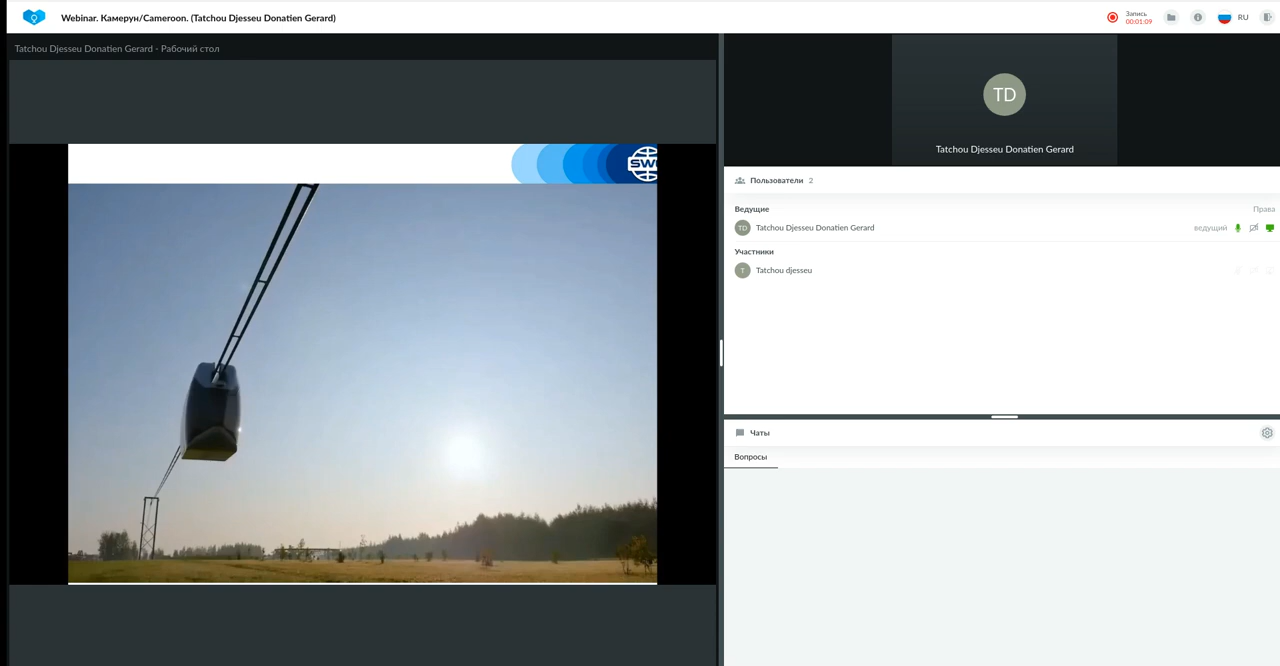 Webinar. Камерун/Cameroon. (Tatchou Djesseu Donatien Gerard)
Запись
00:01:09
RU
Tatchou Djesseu Donatien Gerard - Рабочий стол
TD
Tatchou Djesseu Donatien Gerard
Пользователи 2
Ведущие
Права
TD
Tatchou Djesseu Donatien Gerard
ведущий
Участники
T
Tatchou djesseu
Чаты
Вопросы